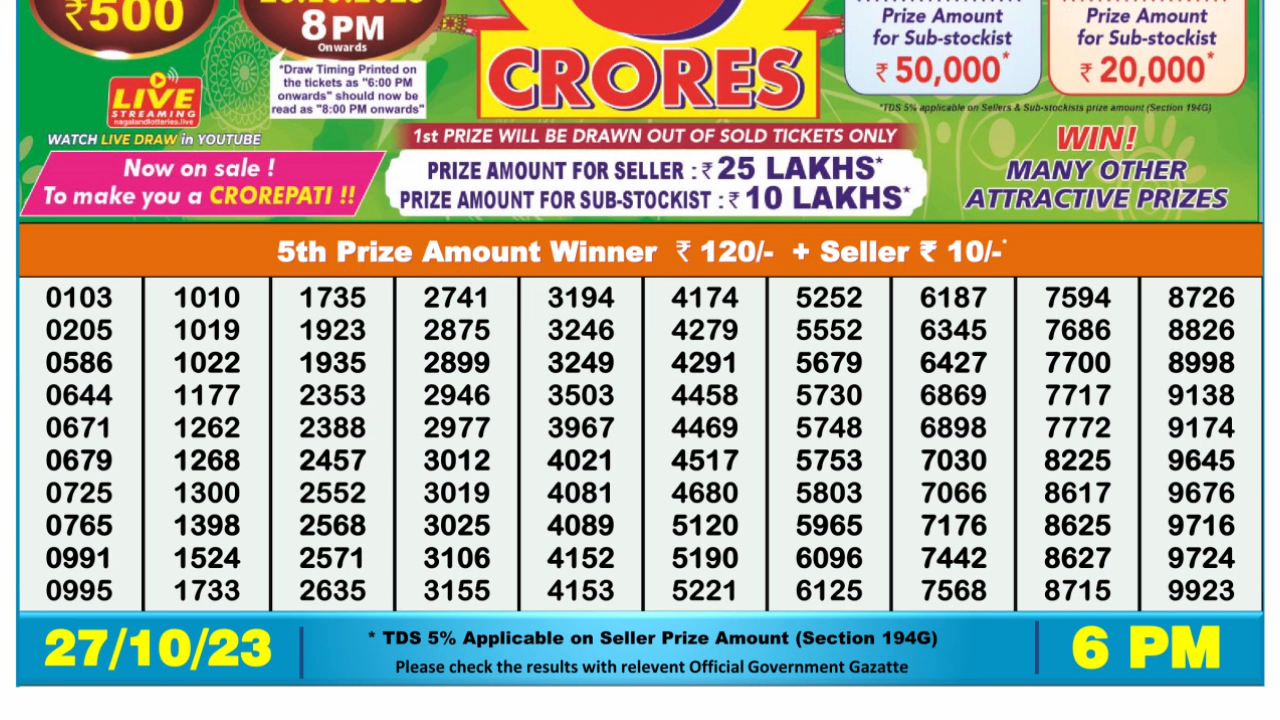 ₹500
8 PM
Onwards
*Draw Timing Printed on
the tickets as "6:00 PM
onwards" should now be
read as "8:00 PM onwards"
LIVE
STREAMING
nagalandlotteries.live
WATCH LIVE DRAW in YOUTUBE
CRORES
Prize Amount
for Sub-stockist
₹ 50,000*
Prize Amount
for Sub-stockist
₹ 20,000*
*TDS 5% applicable on Sellers & Sub-stockists prize amount (Section 194G)
1st PRIZE WILL BE DRAWN OUT OF SOLD TICKETS ONLY
Now on sale !
To make you a CROREPATI !!
PRIZE AMOUNT FOR SELLER : ₹ 25 LAKHS*
PRIZE AMOUNT FOR SUB-STOCKIST : ₹ 10 LAKHS*
WIN!
MANY OTHER
ATTRACTIVE PRIZES
5th Prize Amount Winner ₹ 120/- + Seller ₹ 10/-*
0103 1010 1735 2741 3194 4174 5252 6187 7594 8726
0205 1019 1923 2875 3246 4279 5552 6345 7686 8826
0586 1022 1935 2899 3249 4291 5679 6427 7700 8998
0644 1177 2353 2946 3503 4458 5730 6869 7717 9138
0671 1262 2388 2977 3967 4469 5748 6898 7772 9174
0679 1268 2457 3012 4021 4517 5753 7030 8225 9645
0725 1300 2552 3019 4081 4680 5803 7066 8617 9676
0765 1398 2568 3025 4089 5120 5965 7176 8625 9716
0991 1524 2571 3106 4152 5190 6096 7442 8627 9724
0995 1733 2635 3155 4153 5221 6125 7568 8715 9923
27/10/23
* TDS 5% Applicable on Seller Prize Amount (Section 194G)
Please check the results with relevent Official Government Gazatte
6 PM